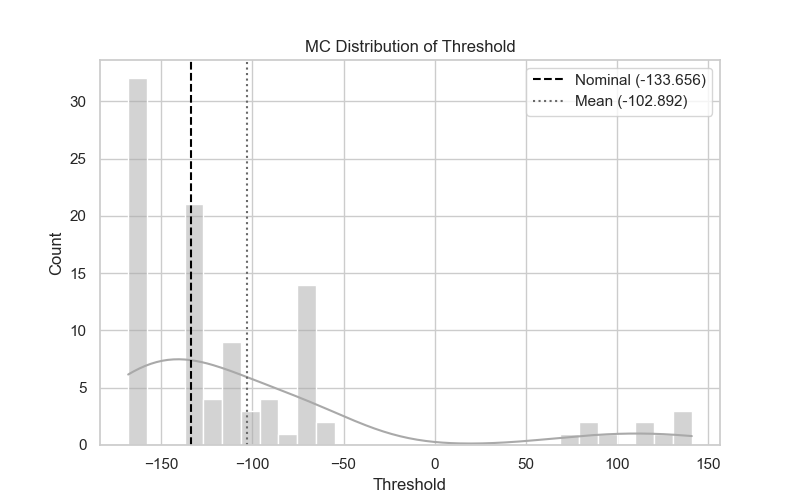 MC Distribution of Threshold
Nominal (-133.656)
Mean (-102.892)
30
25
20
15
10
5
0
Count
−150
−100
−50
0
50
100
150
Threshold